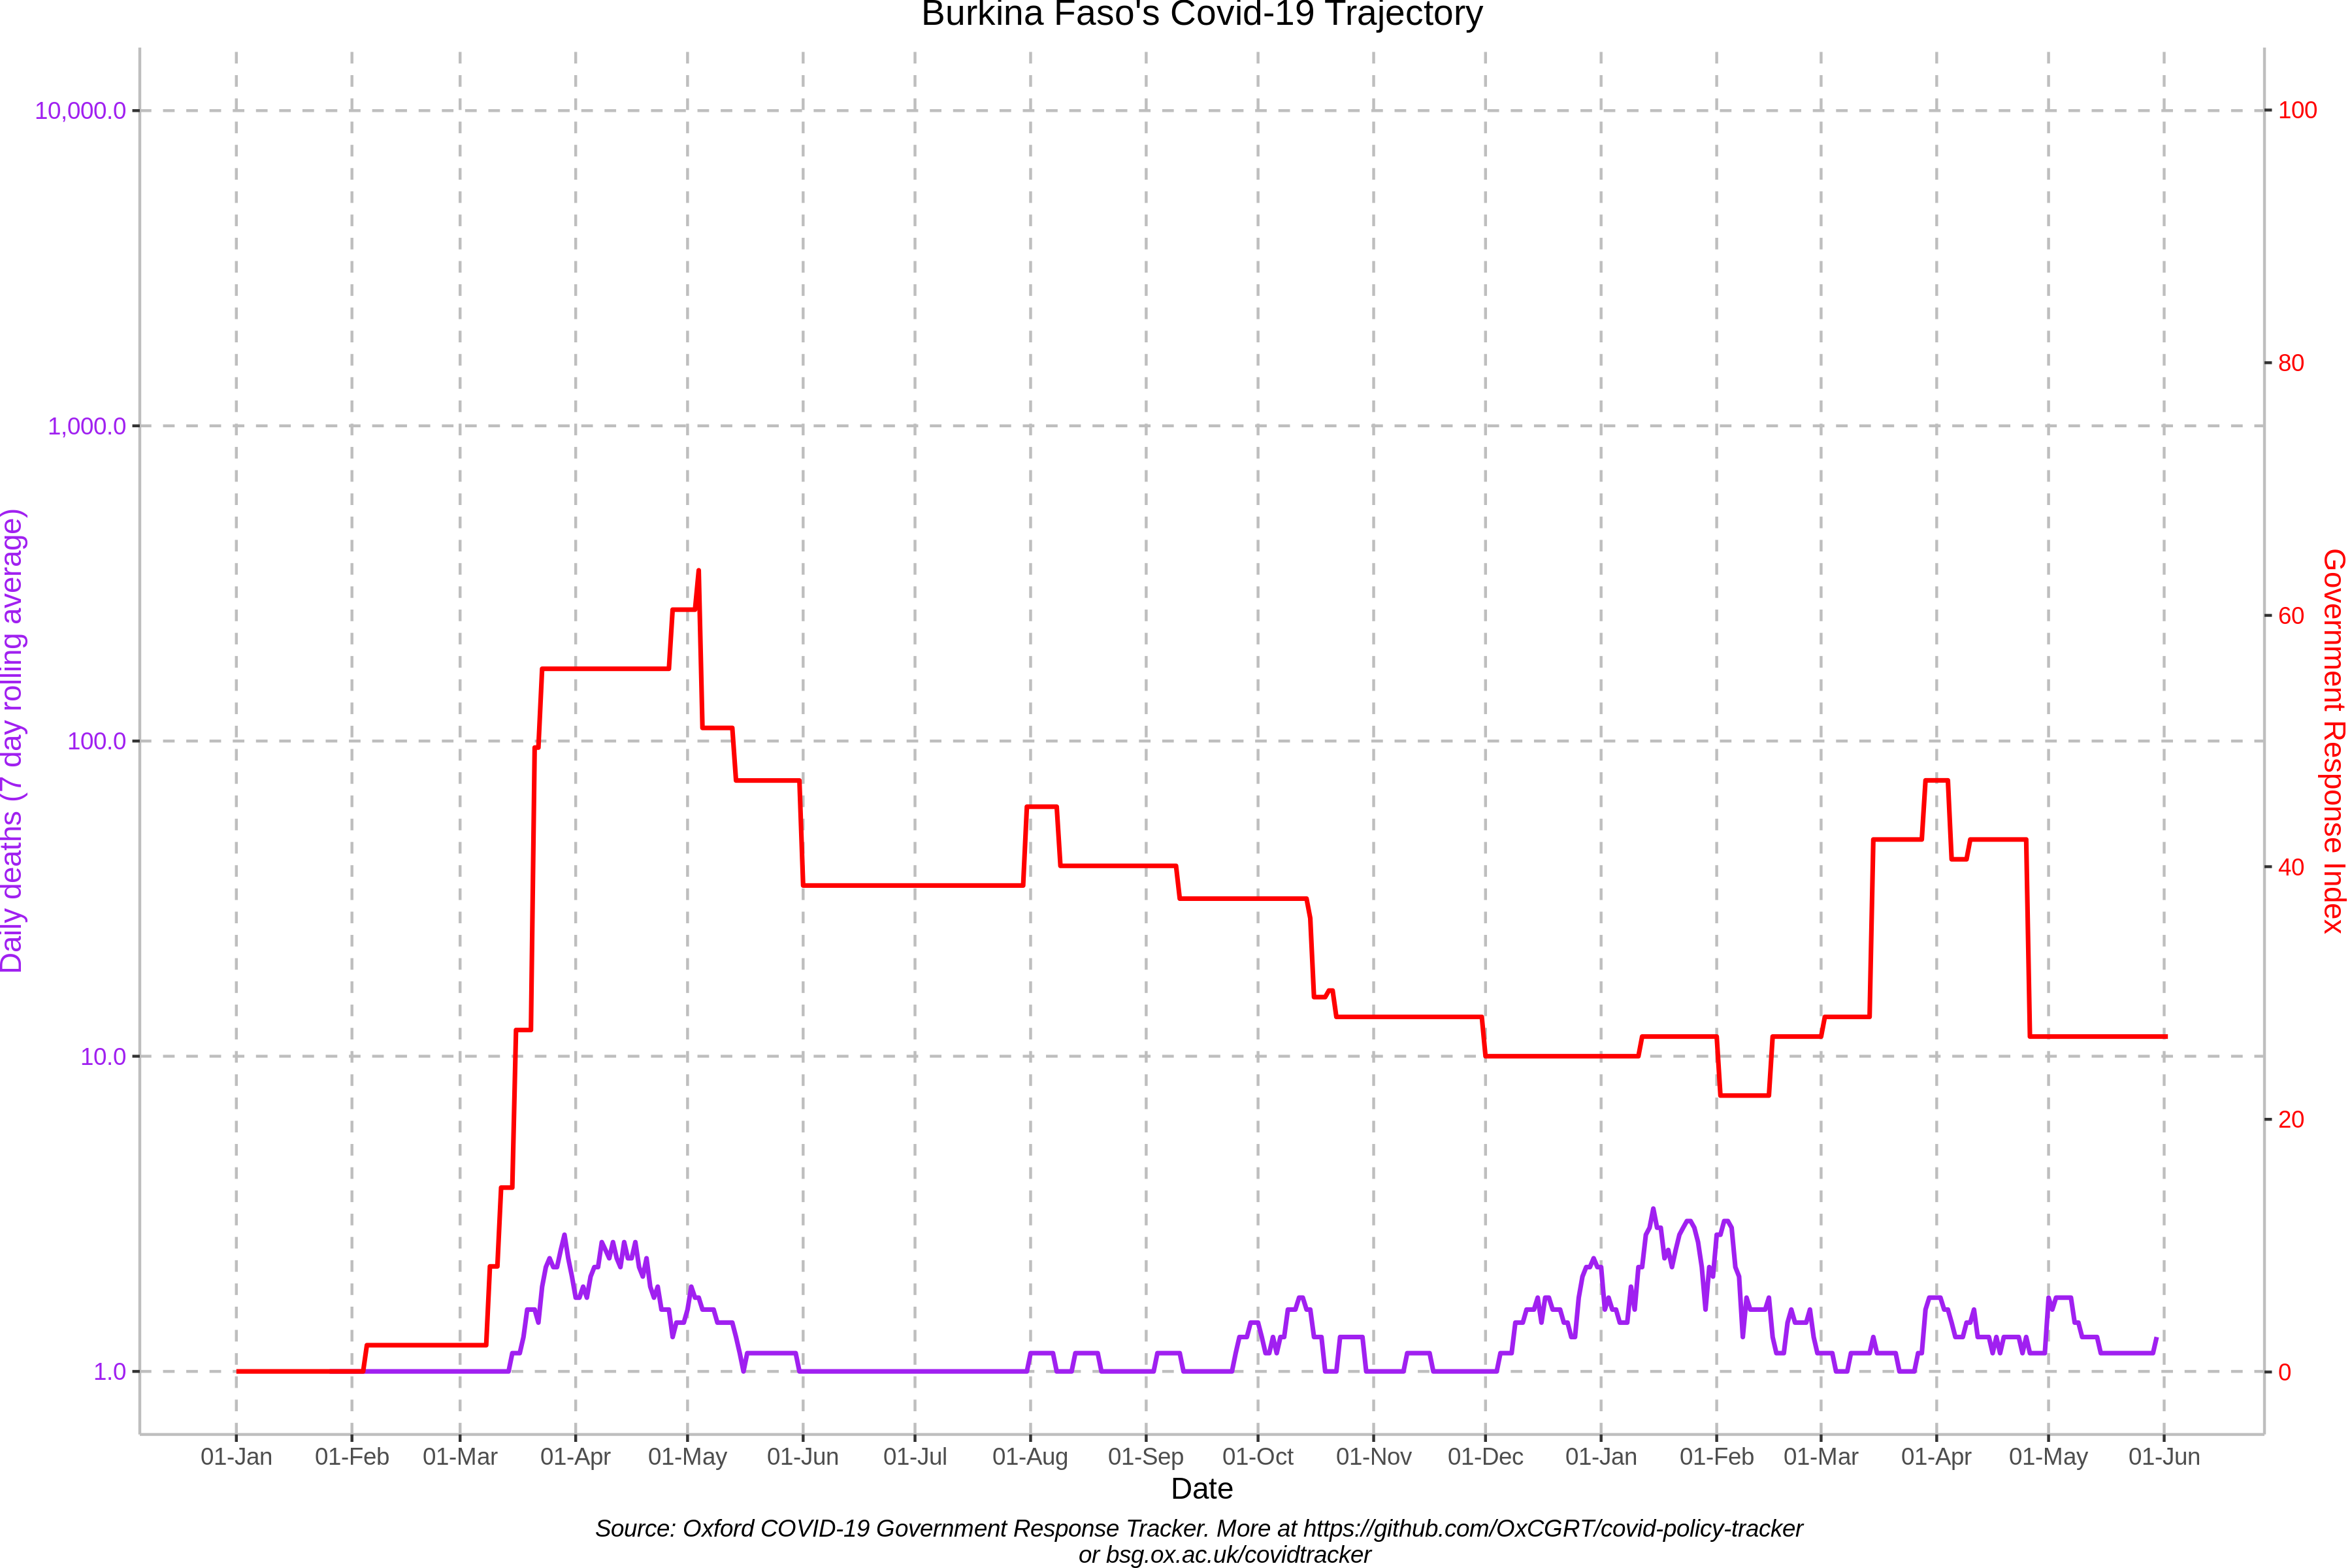 Burkina Faso's Covid-19 Trajectory
10,000.0
1,000.0
100.0
10.0
1.0
Daily deaths (7 day rolling average)
100
80
60
40
20
0
Government Response Index
01-Jan 01-Feb 01-Mar 01-Apr 01-May 01-Jun 01-Jul 01-Aug 01-Sep 01-Oct 01-Nov 01-Dec 01-Jan 01-Feb 01-Mar 01-Apr 01-May 01-Jun
Date
Source: Oxford COVID-19 Government Response Tracker. More at https://github.com/OxCGRT/covid-policy-tracker
or bsg.ox.ac.uk/covidtracker